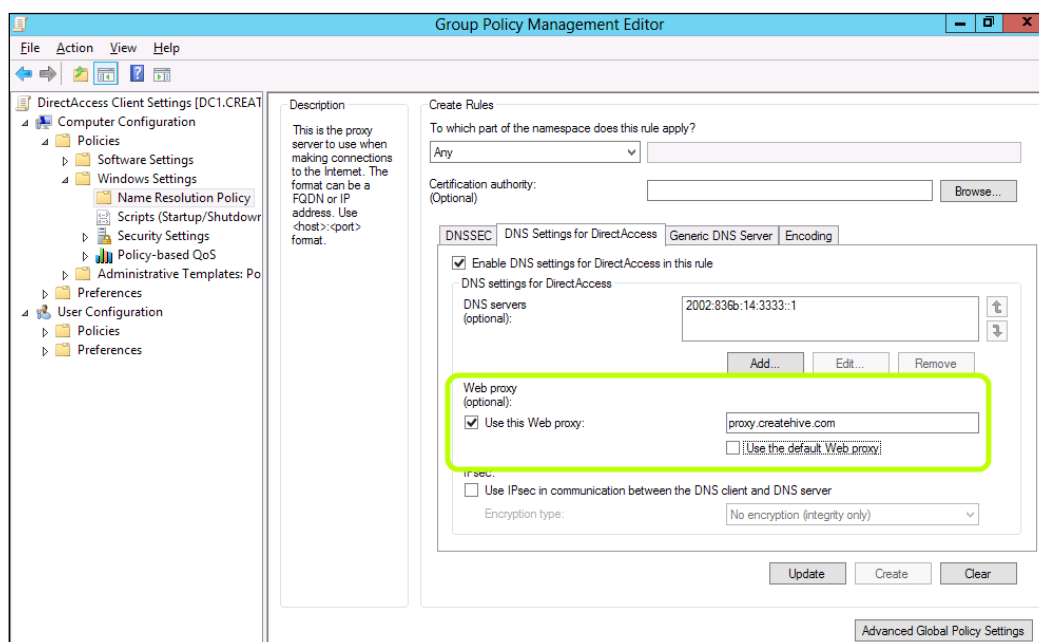 Group Policy Management Editor
File Action View Help
DirectAccess Client Settings [DC1.CREAT
Computer Configuration
Policies
Software Settings
Windows Settings
Name Resolution Policy
Scripts (Startup/Shutdowr
Security Settings
Policy-based QoS
Administrative Templates: Po
Preferences
User Configuration
Policies
Preferences
Description
This is the proxy
server to use when
making connections
to the Internet. The
format can be a
FQDN or IP
address. Use
<host>:<port>
format.
Create Rules
To which part of the namespace does this rule apply?
Any
Certification authority:
(Optional)
Browse...
DNSSEC DNS Settings for DirectAccess Generic DNS Server Encoding
Enable DNS settings for DirectAccess in this rule
DNS settings for DirectAccess
DNS servers
(optional):
2002:836b:14:3333::1
Add... Edit... Remove
Web proxy
(optional):
Use this Web proxy: proxy.createhive.com
Use the default Web proxy
IPsec:
Use IPsec in communication between the DNS client and DNS server
Encryption type: No encryption (integrity only)
Update Create Clear
Advanced Global Policy Settings